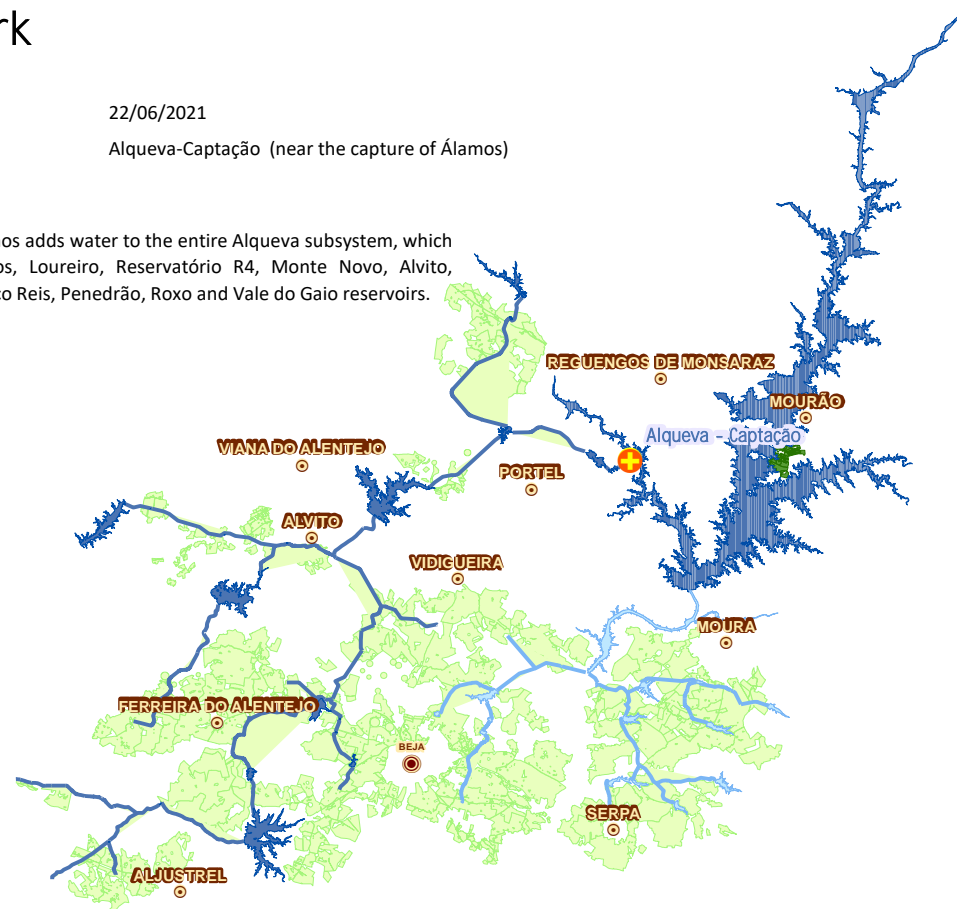 rk
22/06/2021
Alqueva-Captação (near the capture of Álamos)
os adds water to the entire Alqueva subsystem, which
os, Loureiro, Reservatório R4, Monte Novo, Alvito,
co Reis, Penedrão, Roxo and Vale do Gaio reservoirs.
REGUENGOS DE MONSARAZ
MOURÃO
Alqueva - Captação
VIANA DO ALENTEJO
PORTEL
ALVITO
VIDIGUEIRA
MOURA
FERREIRA DO ALENTEJO
BEJA
SERPA
ALJUSTREL